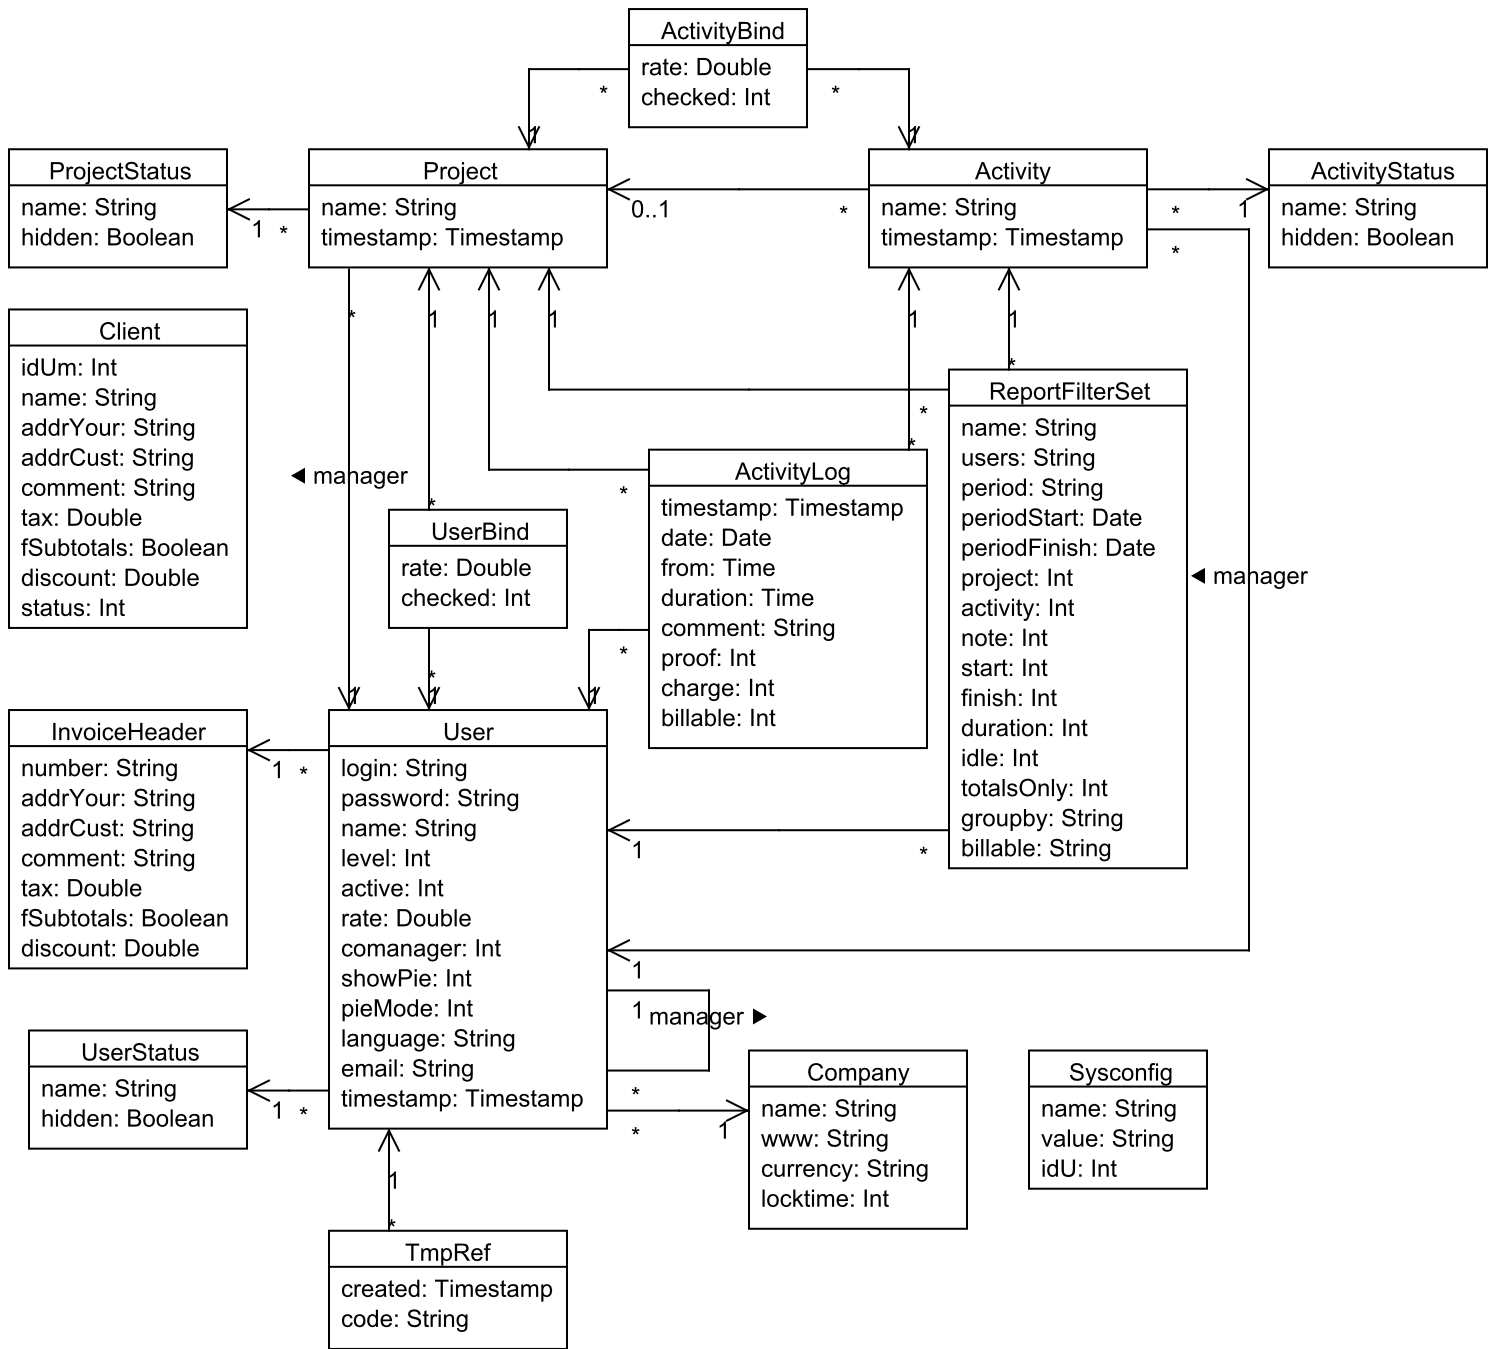 ActivityBind
rate: Double
checked: Int
*
*
1
1
ProjectStatus
name: String
hidden: Boolean
1
*
Project
name: String
timestamp: Timestamp
0..1
*
Activity
name: String
timestamp: Timestamp
*
1
*
ActivityStatus
name: String
hidden: Boolean
*
1
1
1
1
1
Client
idUm: Int
name: String
addrYour: String
addrCust: String
comment: String
tax: Double
fSubtotals: Boolean
discount: Double
status: Int
◀ manager
*
UserBind
rate: Double
checked: Int
*
1
1
*
*
ActivityLog
timestamp: Timestamp
date: Date
from: Time
duration: Time
comment: String
proof: Int
charge: Int
billable: Int
*
1
*
*
ReportFilterSet
name: String
users: String
period: String
periodStart: Date
periodFinish: Date
project: Int
activity: Int
note: Int
start: Int
finish: Int
duration: Int
idle: Int
totalsOnly: Int
groupby: String
billable: String
◀ manager
InvoiceHeader
number: String
addrYour: String
addrCust: String
comment: String
tax: Double
fSubtotals: Boolean
discount: Double
1
*
User
login: String
password: String
name: String
level: Int
active: Int
rate: Double
comanager: Int
showPie: Int
pieMode: Int
language: String
email: String
timestamp: Timestamp
1
*
1
1
manager ▶
*
*
1
UserStatus
name: String
hidden: Boolean
1
*
Company
name: String
www: String
currency: String
locktime: Int
Sysconfig
name: String
value: String
idU: Int
1
*
TmpRef
created: Timestamp
code: String